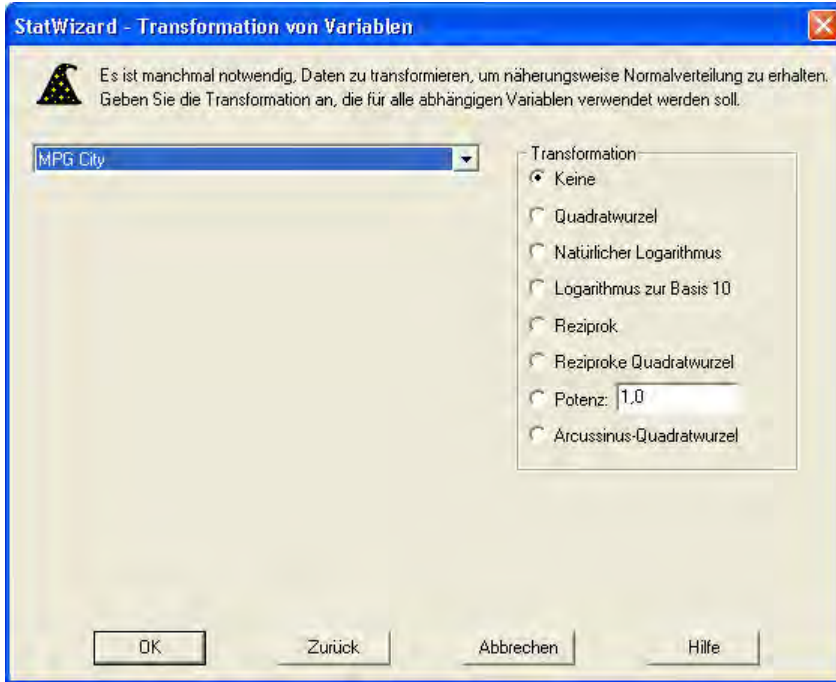 StatWizard - Transformation von Variablen
Es ist manchmal notwendig, Daten zu transformieren, um näherungsweise Normalverteilung zu erhalten.
Geben Sie die Transformation an, die für alle abhängigen Variablen verwendet werden soll.
MPG City
Transformation
Keine
Quadratwurzel
Natürlicher Logarithmus
Logarithmus zur Basis 10
Reziprok
Reziproke Quadratwurzel
Potenz: 1,0
Arcussinus-Quadratwurzel
OK Zurück Abbrechen Hilfe